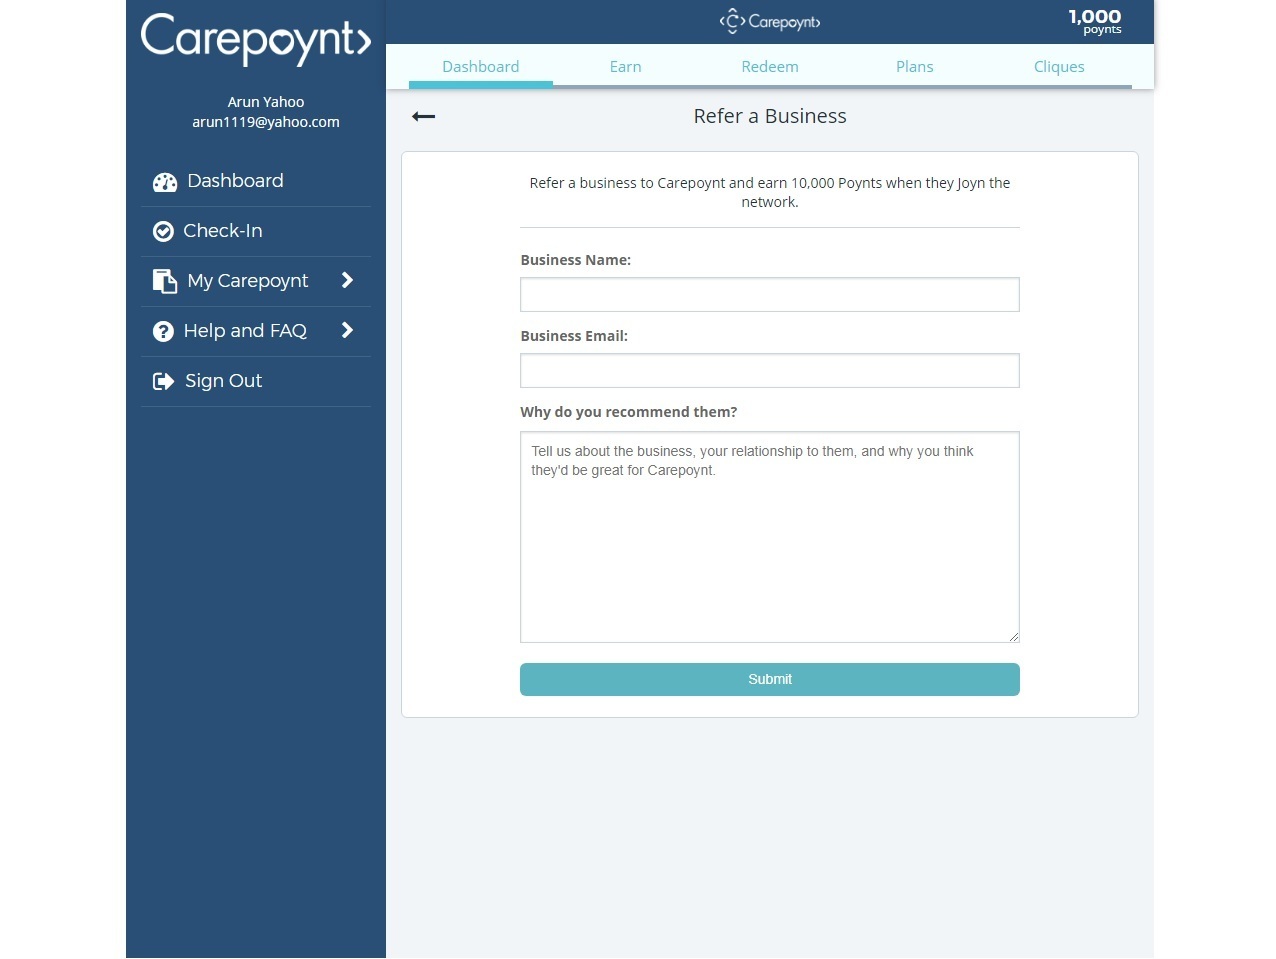 Carepoynt
Arun Yahoo
arun1119@yahoo.com
Dashboard
Check-In
My Carepoynt
Help and FAQ
Sign Out
Carepoynt
1,000
poynts
Dashboard Earn Redeem Plans Cliques
Refer a Business
Refer a business to Carepoynt and earn 10,000 Poynts when they Joyn the
network.
Business Name:
Business Email:
Why do you recommend them?
Tell us about the business, your relationship to them, and why you think
they'd be great for Carepoynt.
Submit